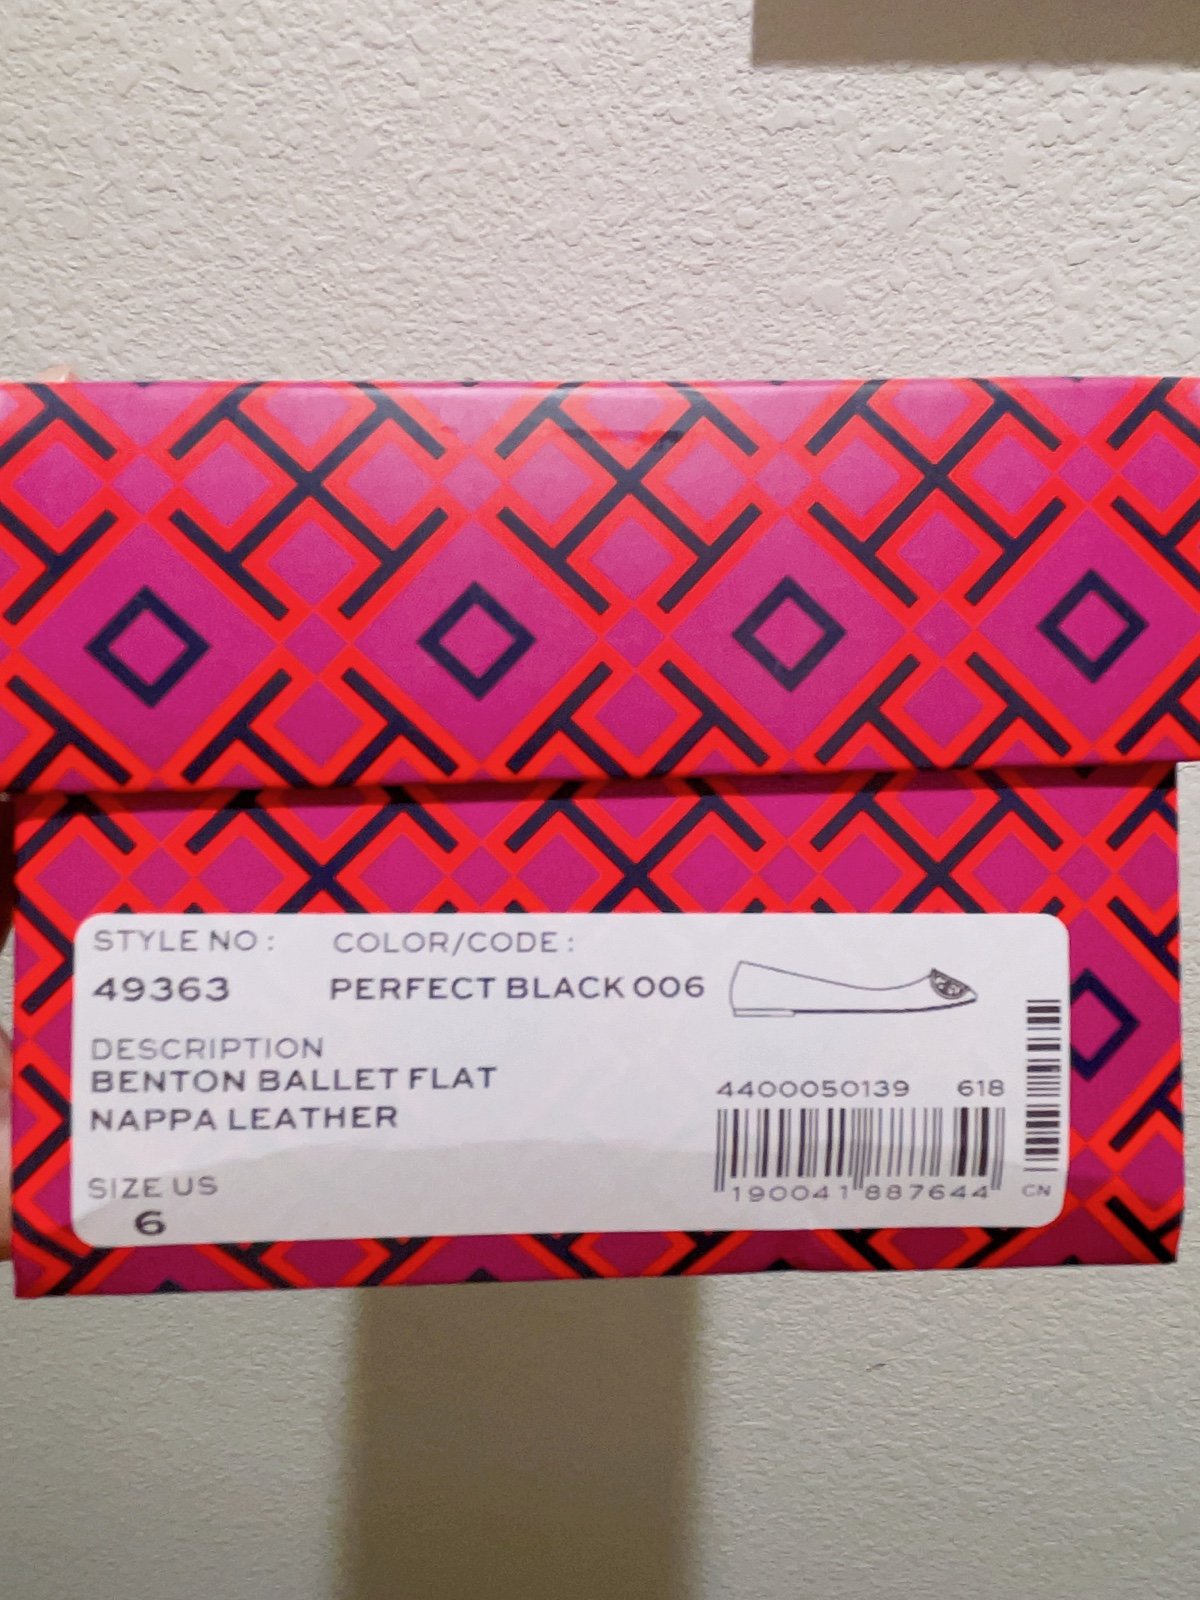 STYLE NO :
COLOR/CODE :
49363
PERFECT BLACK 006
DESCRIPTION
BENTON BALLET FLAT
NAPPA LEATHER
SIZE US
6
4400050139 618
190041 887644
CN